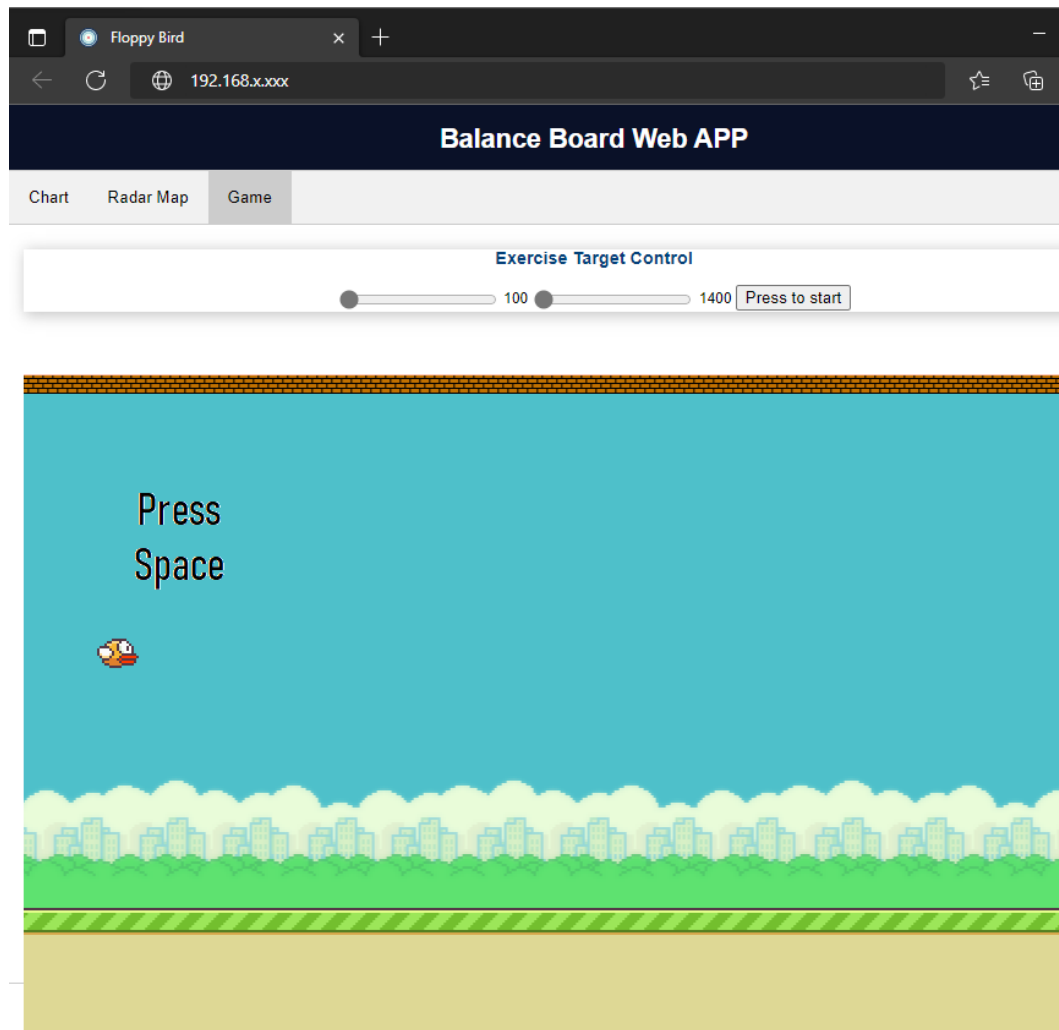 Floppy Bird
192.168.x.xxx
Balance Board Web APP
Chart Radar Map Game
Exercise Target Control
100 1400 Press to start
Press
Space